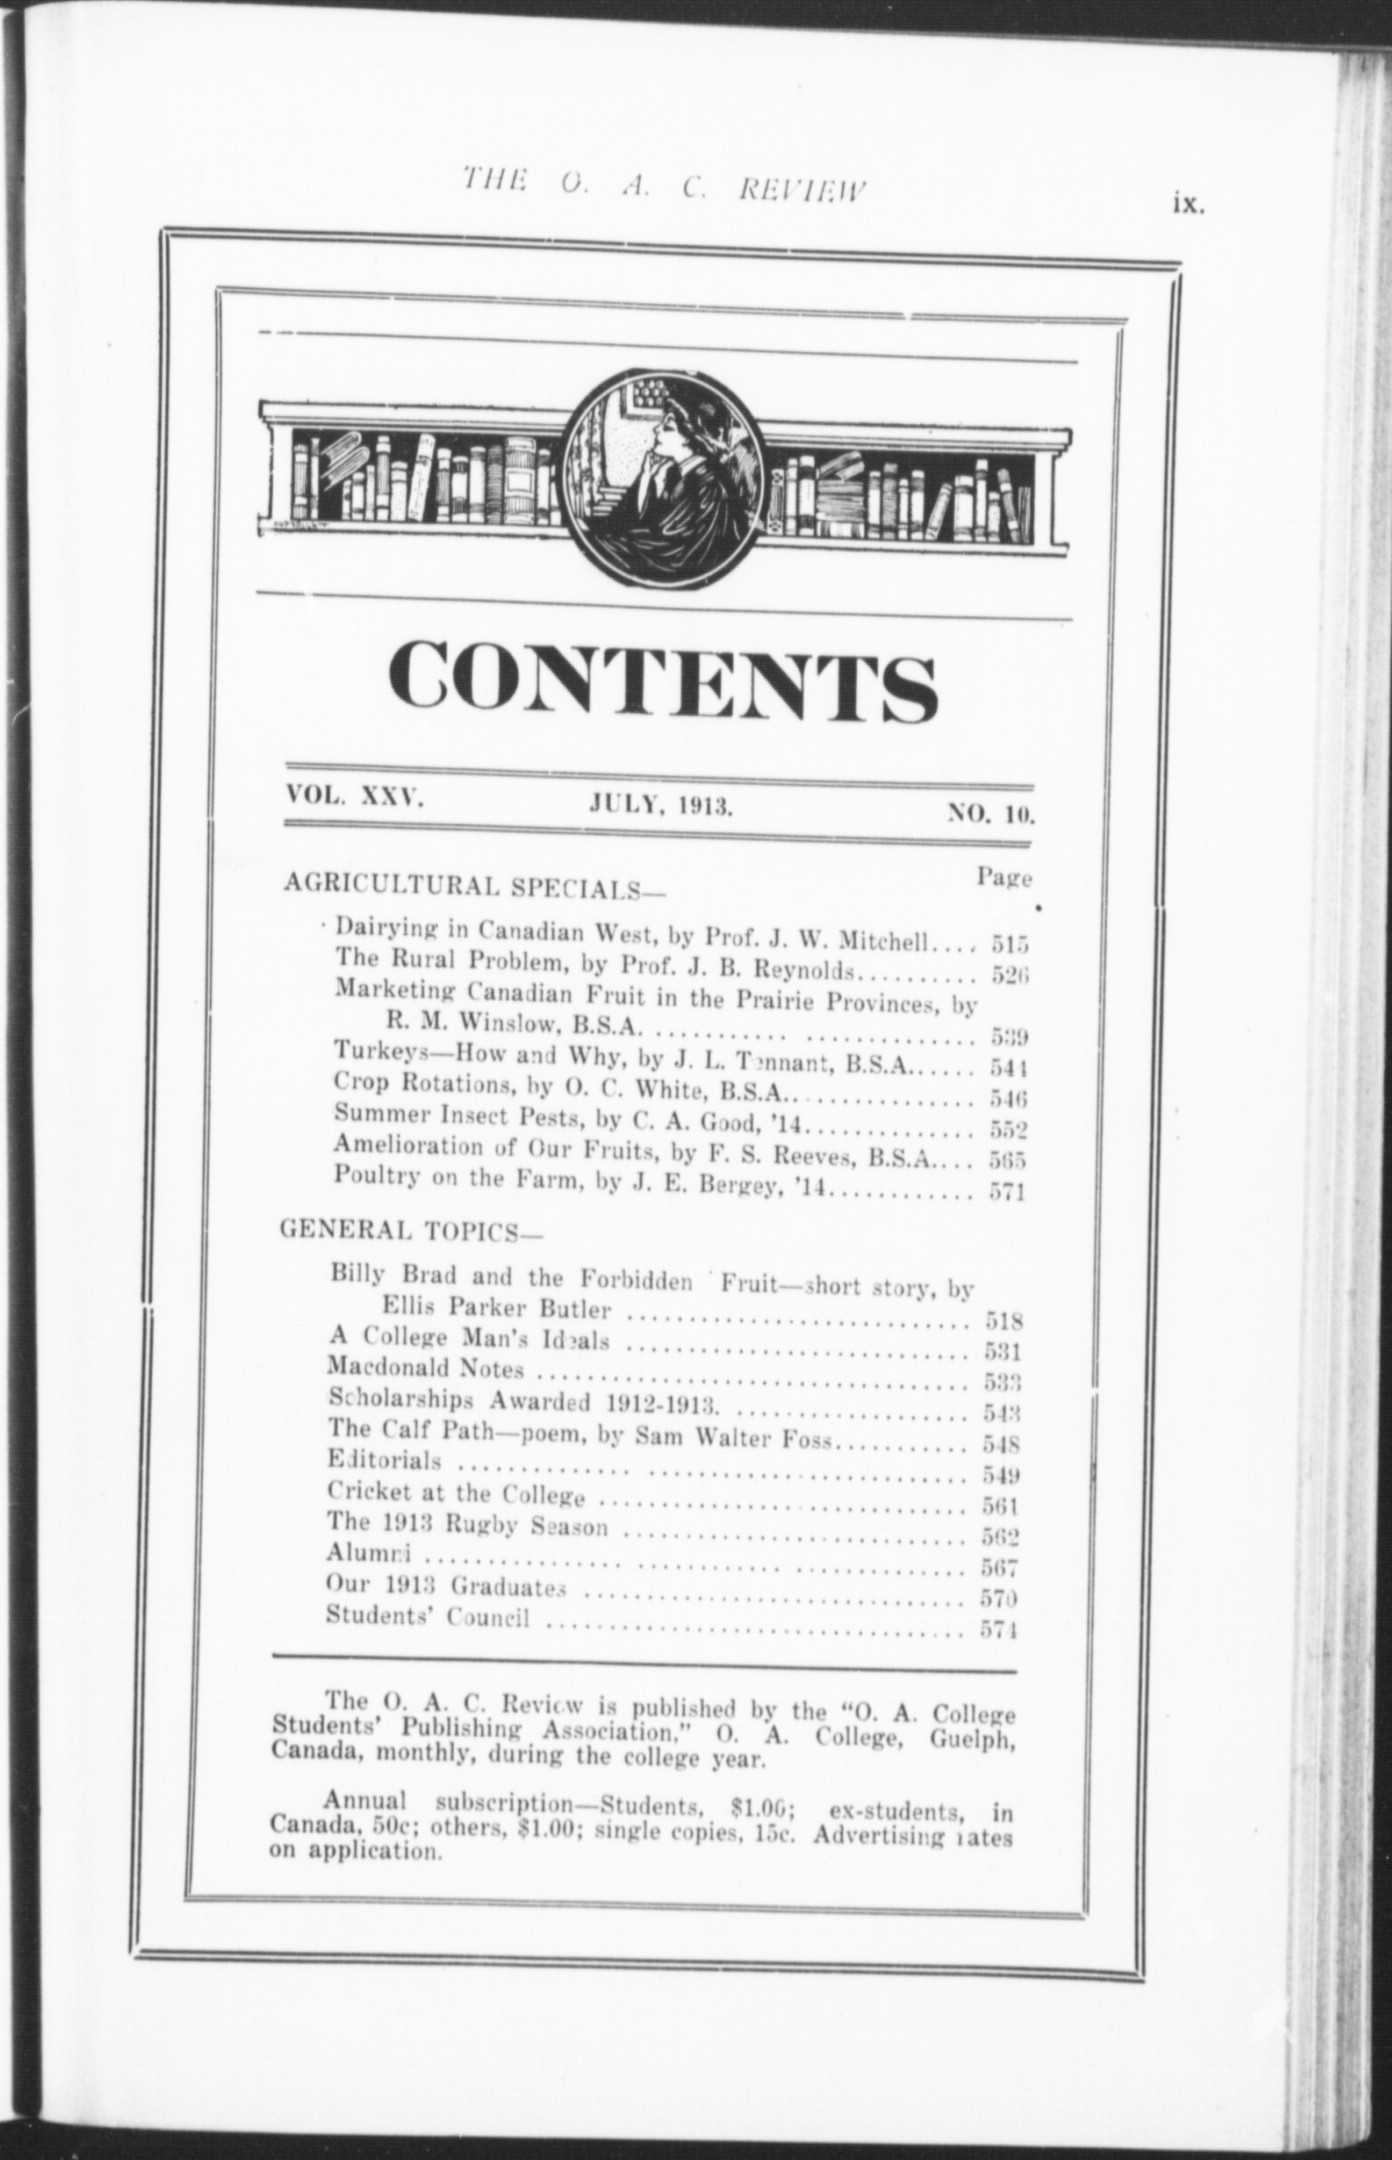 THE O. A. C. REVIEW
ix.
CONTENTS
VOL. XXV. JULY, 1913. NO. 10.
Page
AGRICULTURAL SPECIALS—
Dairying in Canadian West, by Prof. J. W. Mitchell.... 515
The Rural Problem, by Prof. J. B. Reynolds.......... 526
Marketing Canadian Fruit in the Prairie Provinces, by
R. M. Winslow, B.S.A. ........... .............. 539
Turkeys—How and Why, by J. L. Tennant, B.S.A...... 544
Crop Rotations, by O. C. White, B.S.A................ 546
Summer Insect Pests, by C. A. Good, '14.............. 552
Amelioration of Our Fruits, by F. S. Reeves, B.S.A.... 565
Poultry on the Farm, by J. E. Bergey, '14............ 571
GENERAL TOPICS—
Billy Brad and the Forbidden Fruit—short story, by
Ellis Parker Butler ............................ 518
A College Man's Ideals ............................ 531
Macdonald Notes ................................... 533
Scholarships Awarded 1912-1913. ................... 543
The Calf Path—poem, by Sam Walter Foss........... 548
Editorials .............. .......................... 549
Cricket at the College .............................. 561
The 1913 Rugby Season ............................ 562
Alumni ................ ............ .............. 567
Our 1913 Graduates ............................... 570
Students' Council .................................. 574
The O. A. C. Review is published by the “O. A. College
Students' Publishing Association,” O. A. College, Guelph,
Canada, monthly, during the college year.
Annual subscription—Students, $1.00; ex-students, in
Canada, 50c; others, $1.00; single copies, 15c. Advertising rates
on application.